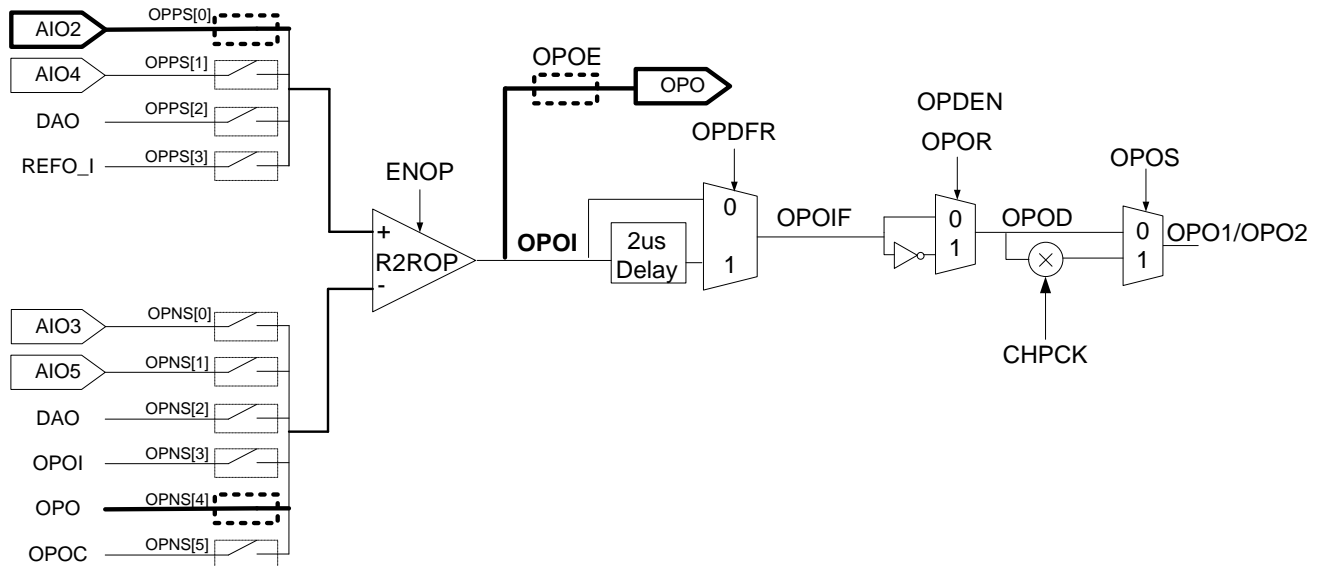 AIO2
OPPS[0]
AIO4
OPPS[1]
DAO
OPPS[2]
REFO_I
OPPS[3]
ENOP
+
R2ROP
-
OPOE
OPO
OPOI
2us
Delay
OPDFR
0
1
OPOIF
OPDEN
OPOR
0
1
OPOD
×
CHPCK
OPOS
0
1
OPO1/OPO2
AIO3
OPNS[0]
AIO5
OPNS[1]
DAO
OPNS[2]
OPOI
OPNS[3]
OPO
OPNS[4]
OPOC
OPNS[5]